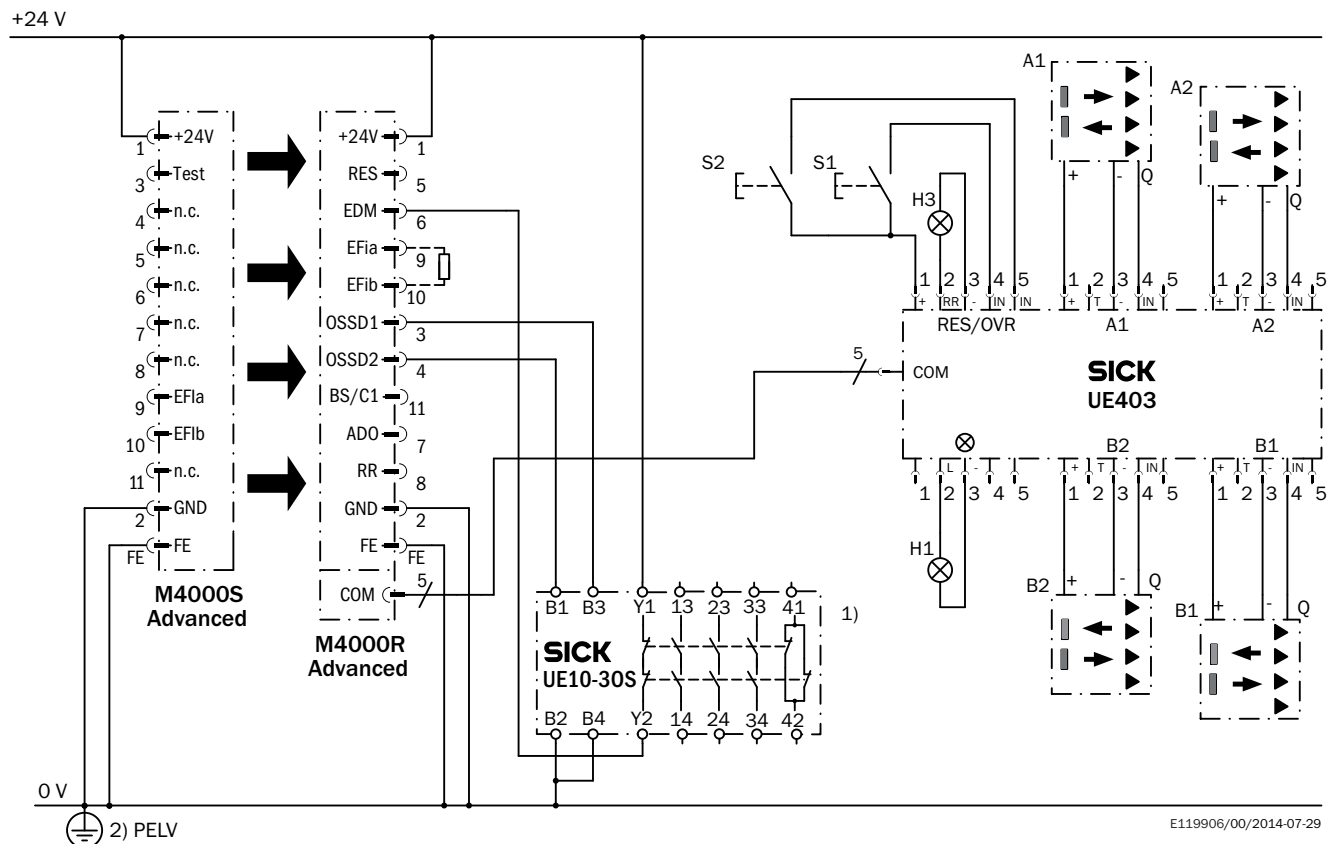 +24 V
A1
A2
+24V
1
Test
3
n.c.
4
n.c.
5
n.c.
6
n.c.
7
n.c.
8
EFIa
9
EFIb
10
n.c.
11
GND
2
FE
FE
M4000S
Advanced
+24V
1
RES
5
EDM
6
EFia
9
EFib
10
OSSD1
3
OSSD2
4
BS/C1
11
ADO
7
RR
8
GND
2
FE
FE
COM
5
M4000R
Advanced
S2
S1
H3
+ - Q
+ - Q
1 2 3 4 5
+ RR - IN IN
RES/OVR
1 2 3 4 5
+ T - IN
A1
1 2 3 4 5
+ T - IN
A2
5
COM
SICK
UE403
B2
B1
L -
1 2 3 4 5
+ T - IN
1 2 3 4 5
+ T - IN
1 2 3 4 5
H1
B2
+ - Q
B1
+ - Q
B1 B3 Y1 13 23 33 41
1)
SICK
UE10-30S
B2 B4 Y2 14 24 34 42
0 V
2) PELV
E119906/00/2014-07-29